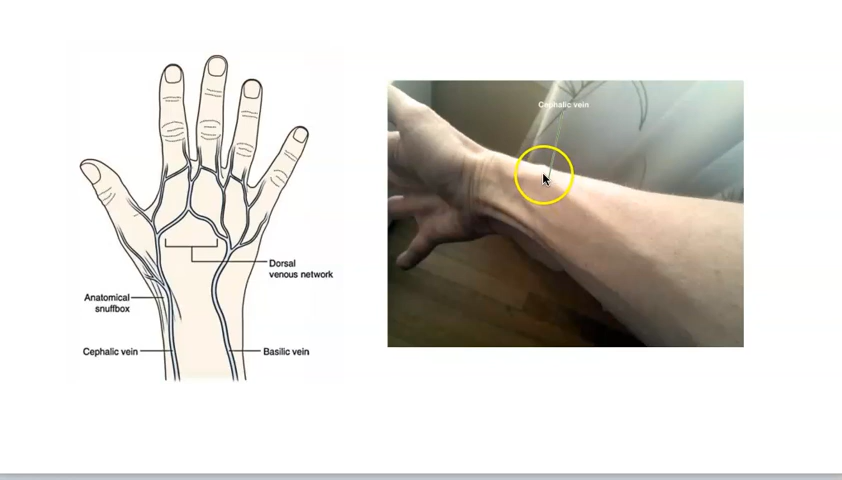 Cephalic vein
Dorsal
venous network
Anatomical
snuffbox
Cephalic vein
Basilic vein